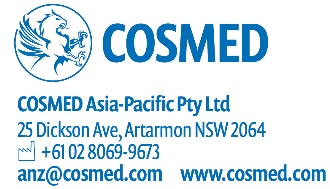 COSMED
COSMED Asia-Pacific Pty Ltd
25 Dickson Ave, Artarmon NSW 2064
+61 02 8069-9673
anz@cosmed.com www.cosmed.com